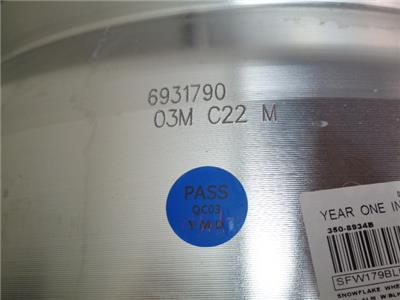 6931790
03M C22 M
PASS
QC03
Y M D
YEAR ONE IN
350-8934B
SFW179BL
SNOWFLAKE WHE